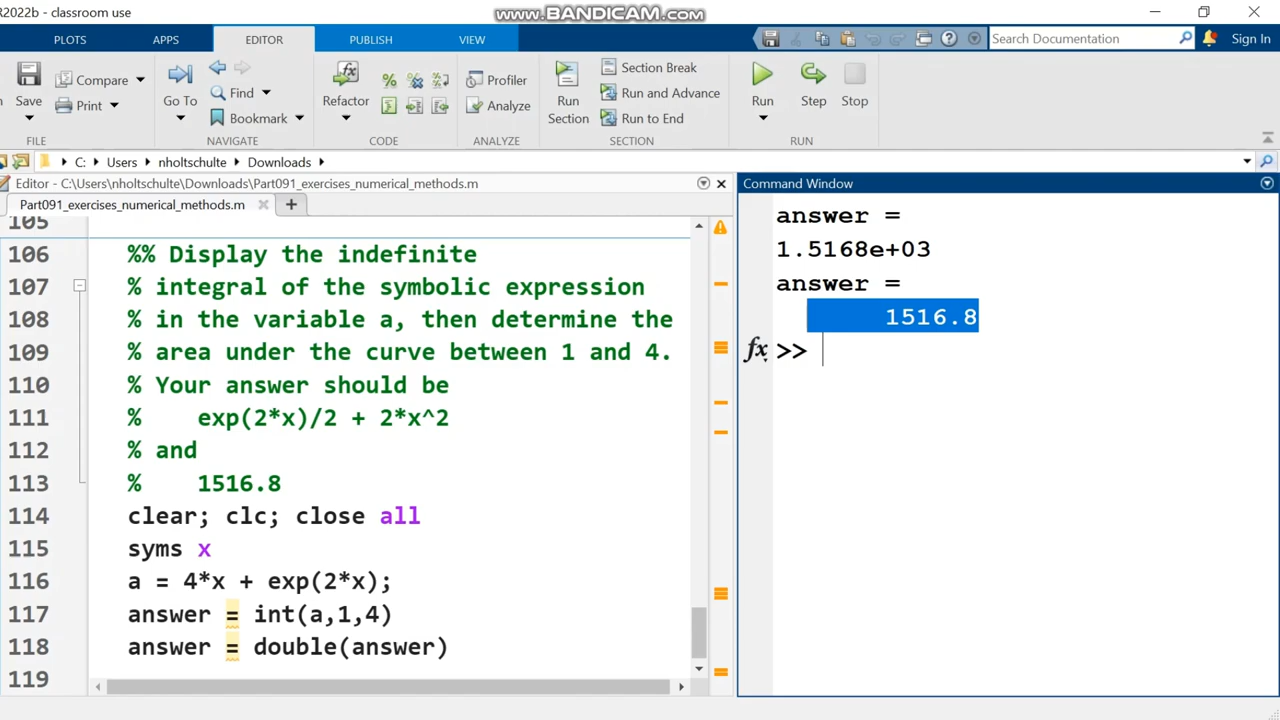 R2022b - classroom use
www.BANDICAM.com
PLOTS APPS EDITOR PUBLISH VIEW
Search Documentation
Sign In
Save
Compare
Print
FILE
Go To
Find
Bookmark
NAVIGATE
Refactor
CODE
Profiler
Analyze
ANALYZE
Run Section
Section Break
Run and Advance
Run to End
SECTION
Run
Step
Stop
RUN
C: Users nholtschulte Downloads
Editor - C:\Users\nholtschulte\Downloads\Part091_exercises_numerical_methods.m
Part091_exercises_numerical_methods.m
105
106 %% Display the indefinite
107 % integral of the symbolic expression
108 % in the variable a, then determine the
109 % area under the curve between 1 and 4.
110 % Your answer should be
111 % exp(2*x)/2 + 2*x^2
112 % and
113 % 1516.8
114 clear; clc; close all
115 syms x
116 a = 4*x + exp(2*x);
117 answer = int(a,1,4)
118 answer = double(answer)
119
Command Window
answer =
1.5168e+03
answer =
1516.8
fx >>